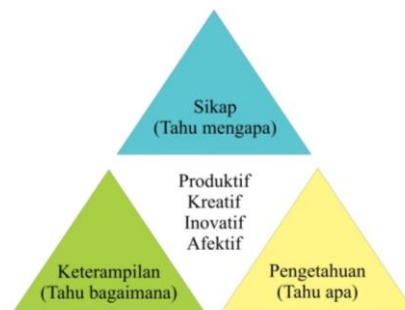 Sikap
(Tahu mengapa)
Produktif
Kreatif
Inovatif
Afektif
Keterampilan
(Tahu bagaimana)
Pengetahuan
(Tahu apa)